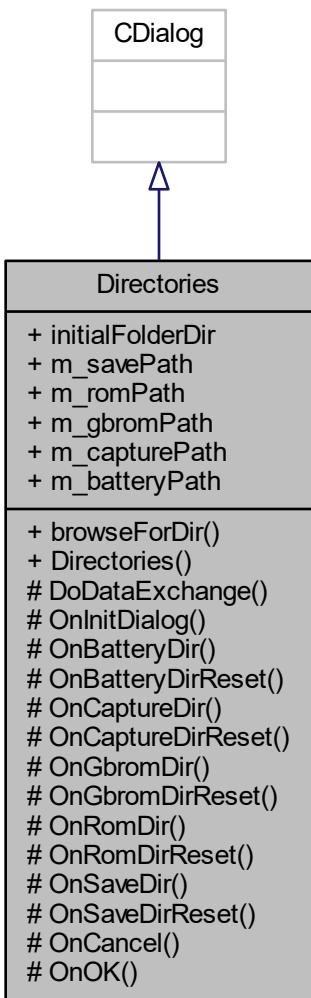 CDialog
Directories
+ initialFolderDir
+ m_savePath
+ m_romPath
+ m_gbromPath
+ m_capturePath
+ m_batteryPath
+ browseForDir()
+ Directories()
# DoDataExchange()
# OnInitDialog()
# OnBatteryDir()
# OnBatteryDirReset()
# OnCaptureDir()
# OnCaptureDirReset()
# OnGbromDir()
# OnGbromDirReset()
# OnRomDir()
# OnRomDirReset()
# OnSaveDir()
# OnSaveDirReset()
# OnCancel()
# OnOK()